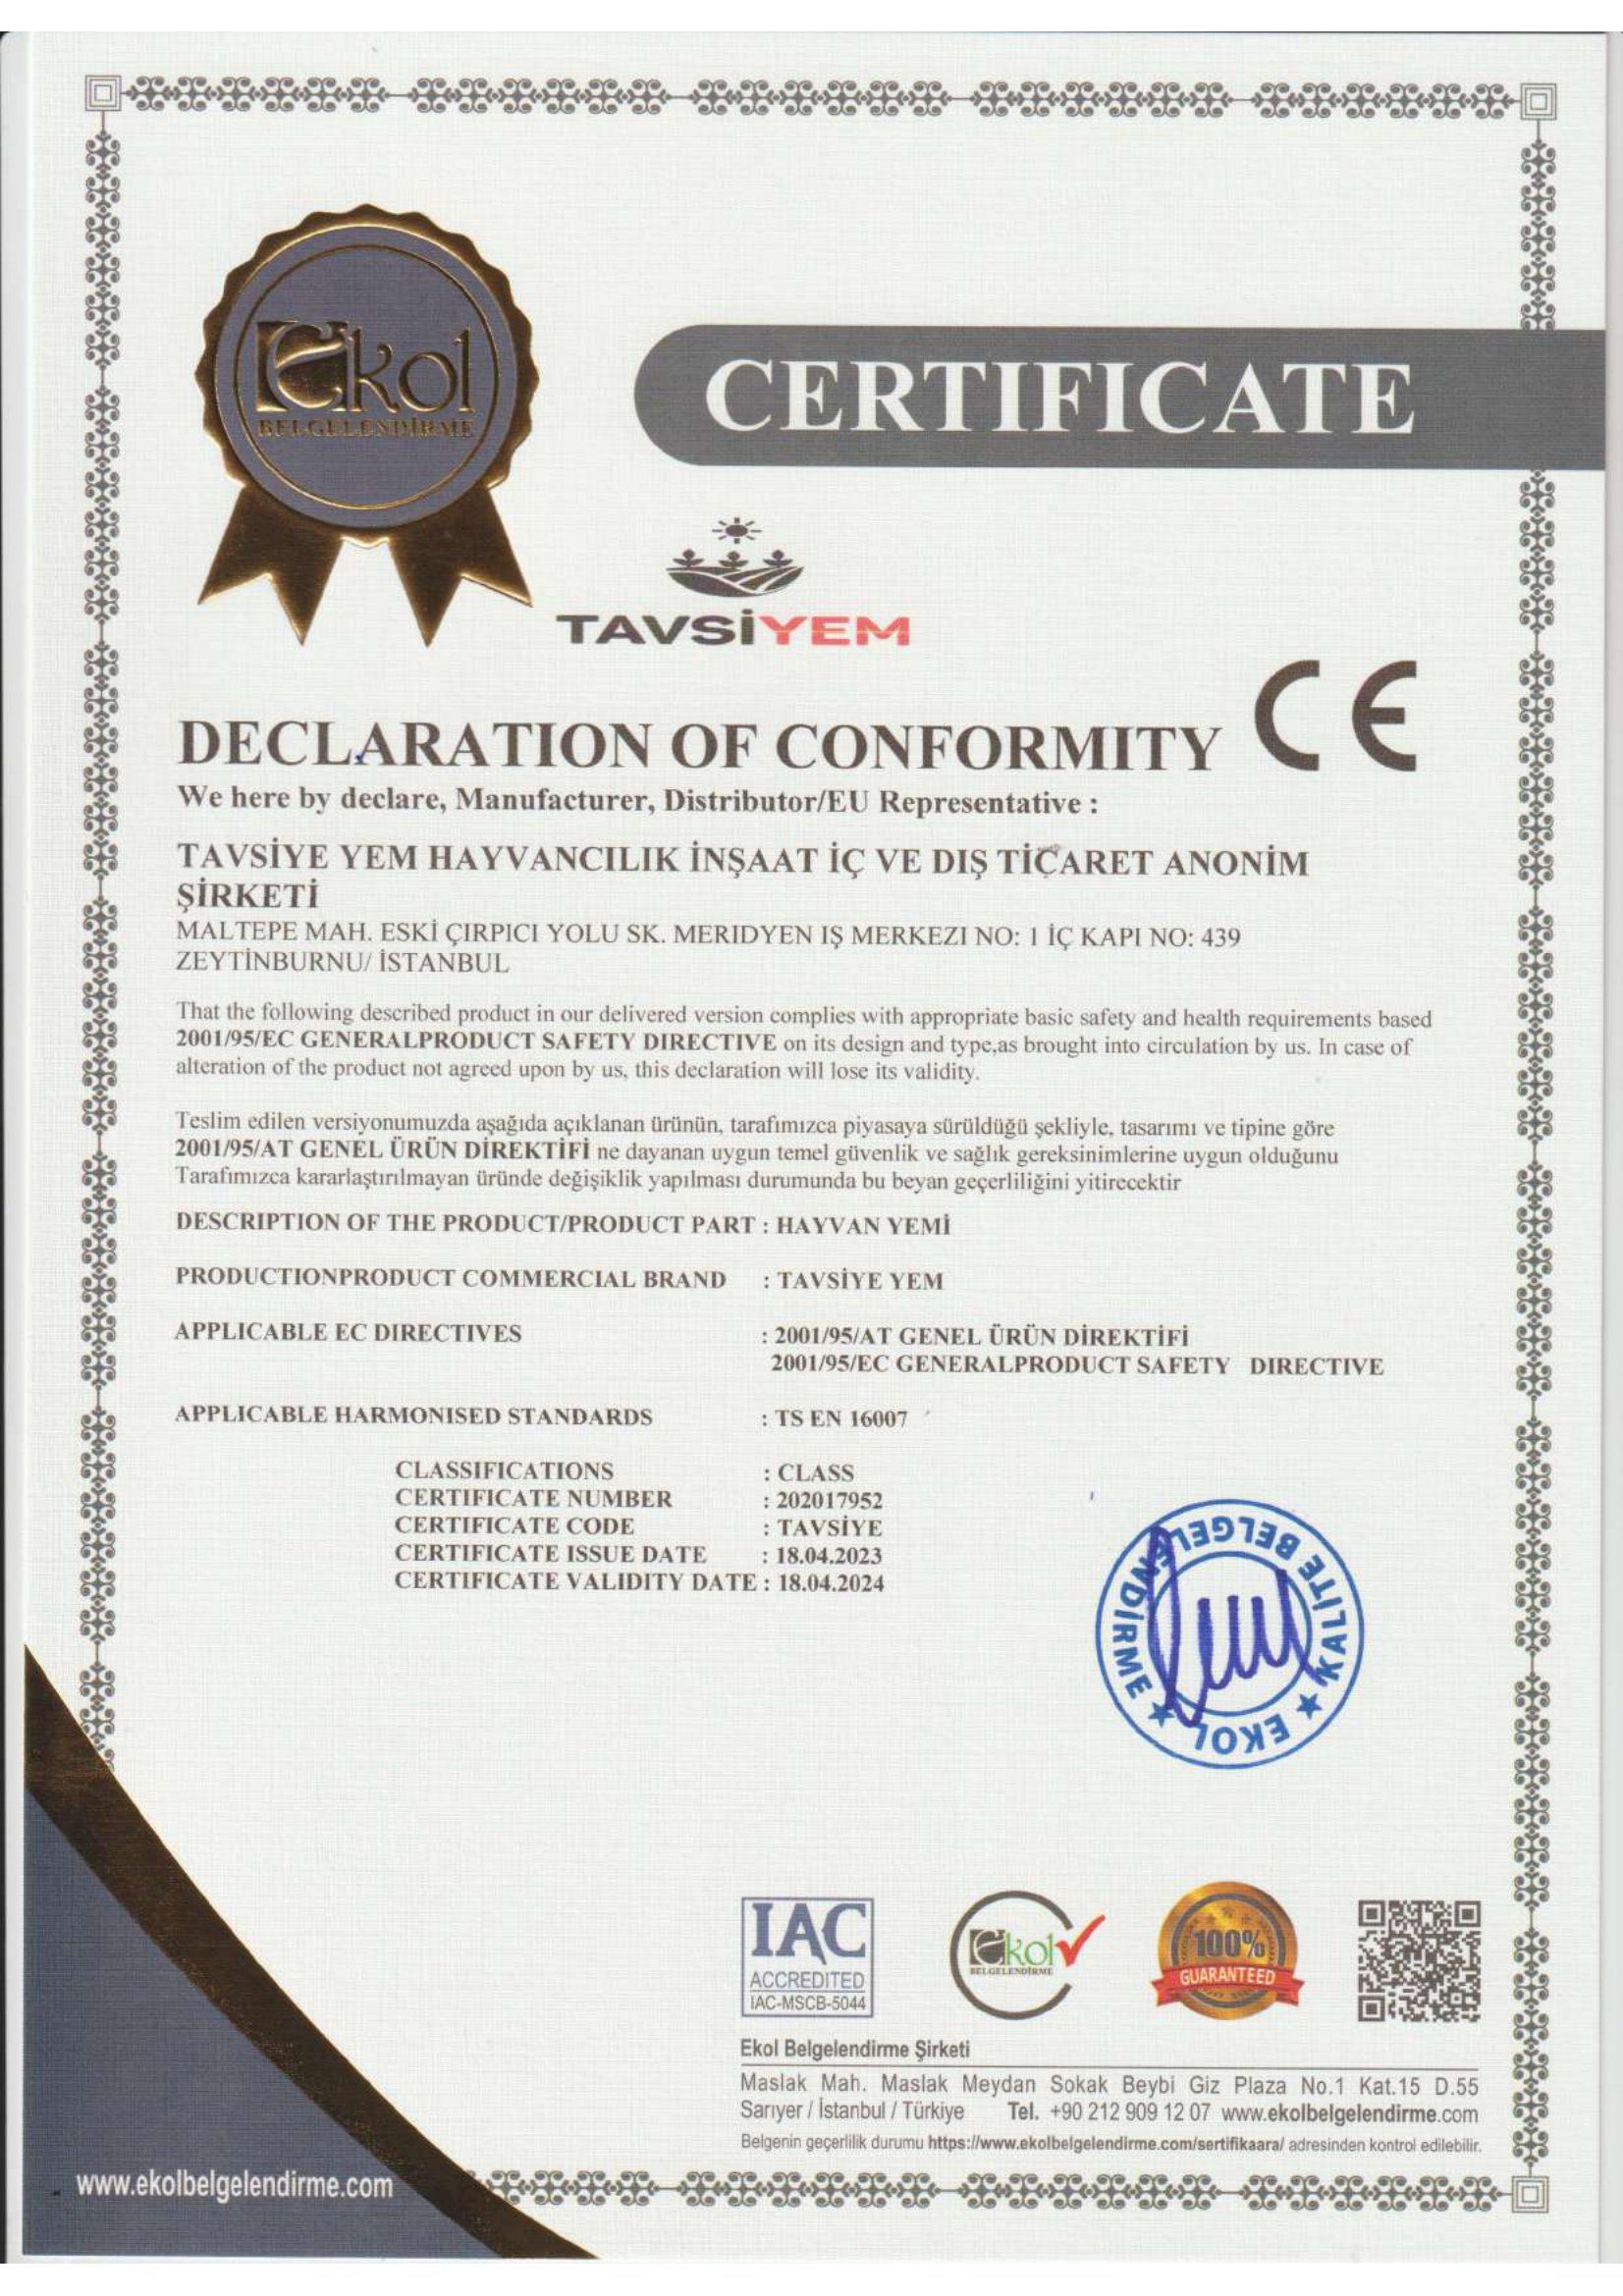 Ekol
BELGELENDİRME
CERTIFICATE
TAVSİYEM
CE
DECLARATION OF CONFORMITY
We here by declare, Manufacturer, Distributor/EU Representative :
TAVSİYE YEM HAYVANCILIK İNŞAAT İÇ VE DIŞ TİCARET ANONİM
ŞİRKETİ
MALTEPE MAH. ESKİ ÇIRPICI YOLU SK. MERIDYEN IŞ MERKEZI NO: 1 İÇ KAPI NO: 439
ZEYTİNBURNU/ İSTANBUL
That the following described product in our delivered version complies with appropriate basic safety and health requirements based
2001/95/EC GENERALPRODUCT SAFETY DIRECTIVE on its design and type,as brought into circulation by us. In case of
alteration of the product not agreed upon by us, this declaration will lose its validity.
Teslim edilen versiyonumuzda aşağıda açıklanan ürünün, tarafımızca piyasaya sürüldüğü şekliyle, tasarımı ve tipine göre
2001/95/AT GENEL ÜRÜN DİREKTİFİ ne dayanan uygun temel güvenlik ve sağlık gereksinimlerine uygun olduğunu
Tarafımızca kararlaştırılmayan üründe değişiklik yapılması durumunda bu beyan geçerliliğini yitirecektir
DESCRIPTION OF THE PRODUCT/PRODUCT PART : HAYVAN YEMİ
PRODUCTIONPRODUCT COMMERCIAL BRAND : TAVSİYE YEM
APPLICABLE EC DIRECTIVES : 2001/95/AT GENEL ÜRÜN DİREKTİFİ
2001/95/EC GENERALPRODUCT SAFETY DIRECTIVE
APPLICABLE HARMONISED STANDARDS : TS EN 16007
CLASSIFICATIONS : CLASS
CERTIFICATE NUMBER : 202017952
CERTIFICATE CODE : TAVSİYE
CERTIFICATE ISSUE DATE : 18.04.2023
CERTIFICATE VALIDITY DATE : 18.04.2024
EKOL ★ KALİTE BELGELENDİRME ★
IAC
ACCREDITED
IAC-MSCB-5044
Ekol
BELGELENDİRME
100%
GUARANTEED
Ekol Belgelendirme Şirketi
Maslak Mah. Maslak Meydan Sokak Beybi Giz Plaza No.1 Kat.15 D.55
Sarıyer / İstanbul / Türkiye Tel. +90 212 909 12 07 www.ekolbelgelendirme.com
Belgenin geçerlilik durumu https://www.ekolbelgelendirme.com/sertifikaara/ adresinden kontrol edilebilir.
www.ekolbelgelendirme.com